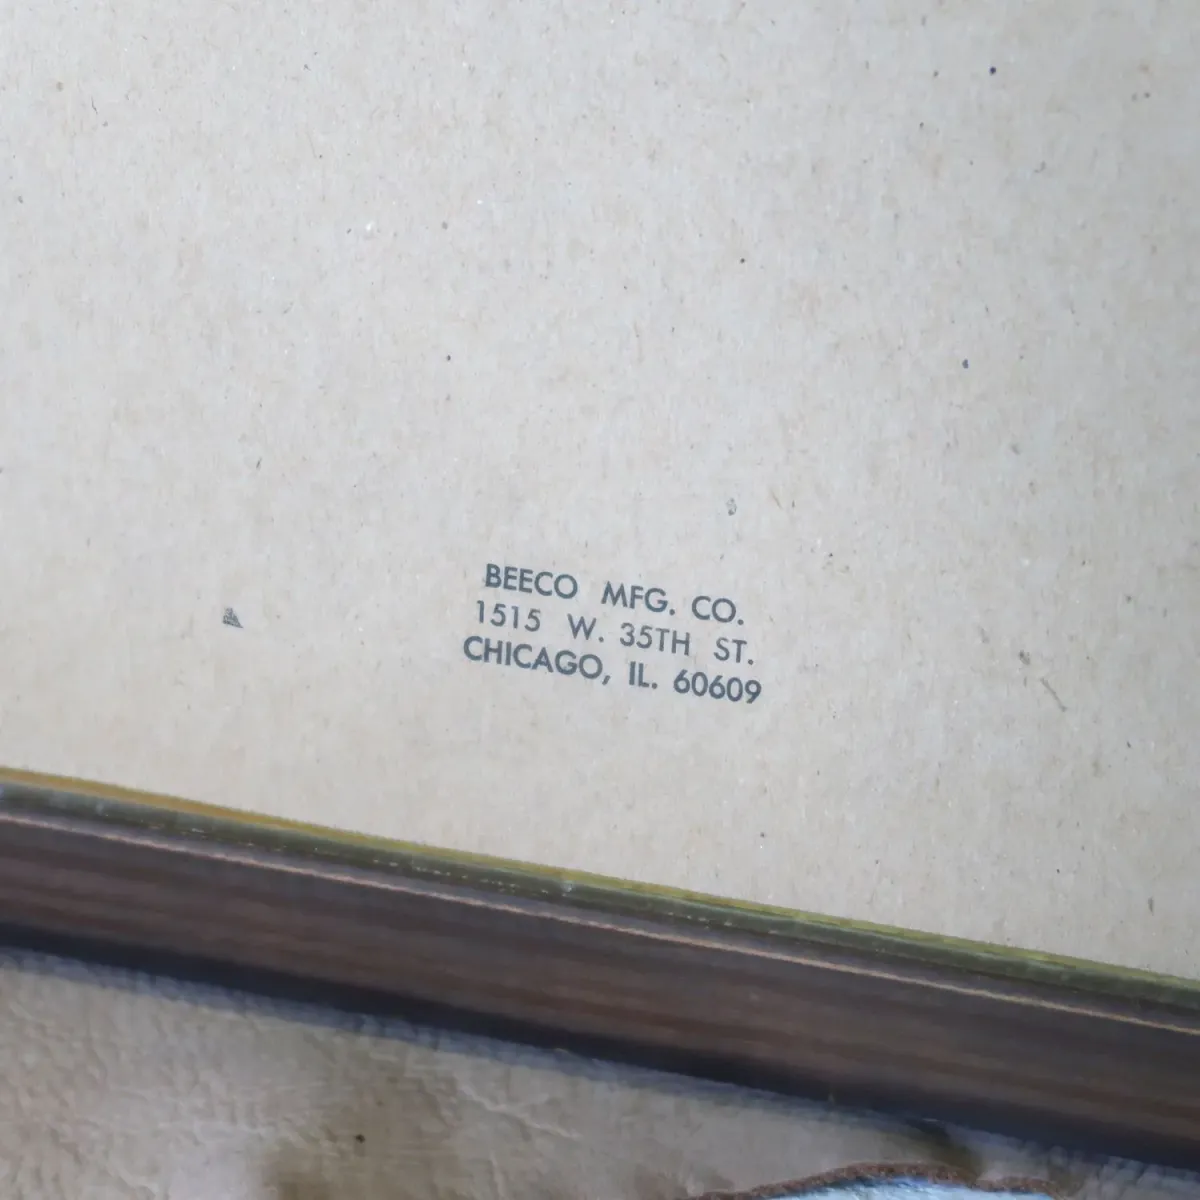 BEECO MFG. CO.
1515 W. 35TH ST.
CHICAGO, IL. 60609